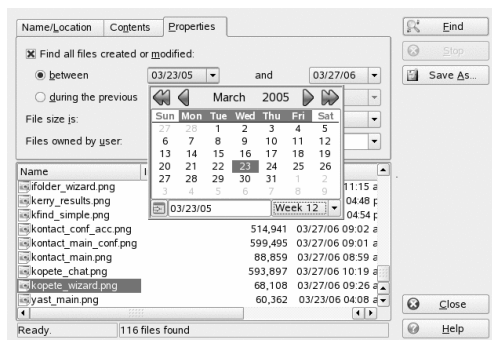 Name/Location Contents Properties
Find
Find all files created or modified:
Stop
between 03/23/05 and 03/27/06
Save As...
during the previous
March 2005
File size is:
Sun Mon Tue Wed Thu Fri Sat
27 28 1 2 3 4 5
Files owned by user:
6 7 8 9 10 11 12
13 14 15 16 17 18 19
20 21 22 23 24 25 26
27 28 29 30 31 1 2
3 4 5 6 7 8 9
03/23/05 Week 12
Name
ifolder_wizard.png 11:15 a
kerry_results.png 04:48 p
kfind_simple.png 04:54 p
kontact_conf_acc.png 514,941 03/27/06 09:02 a
kontact_main_conf.png 599,495 03/27/06 09:01 a
kontact_main.png 88,859 03/27/06 08:59 a
kopete_chat.png 593,897 03/27/06 10:19 a
kopete_wizard.png 68,108 03/27/06 09:26 a
yast_main.png 60,362 03/23/06 04:08 a
Close
Ready. 116 files found
Help